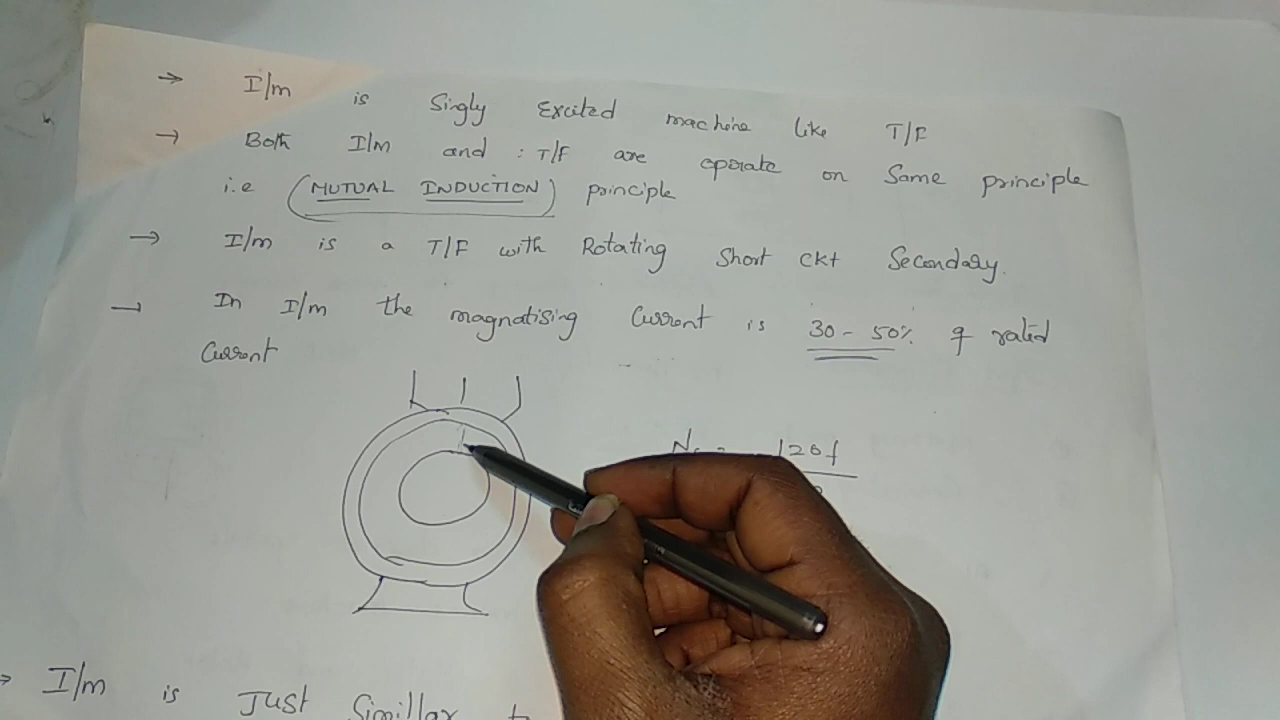 → I/m is Singly Excited machine like T/F
→ Both I/m and : T/F are operate on Same principle
i.e (MUTUAL INDUCTION) principle
→ I/m is a T/F with Rotating Short ckt Secondary.
→ In I/m the magnatising Current is 30 - 50% of rated
Current
120f
→ I/m is Just Simillar